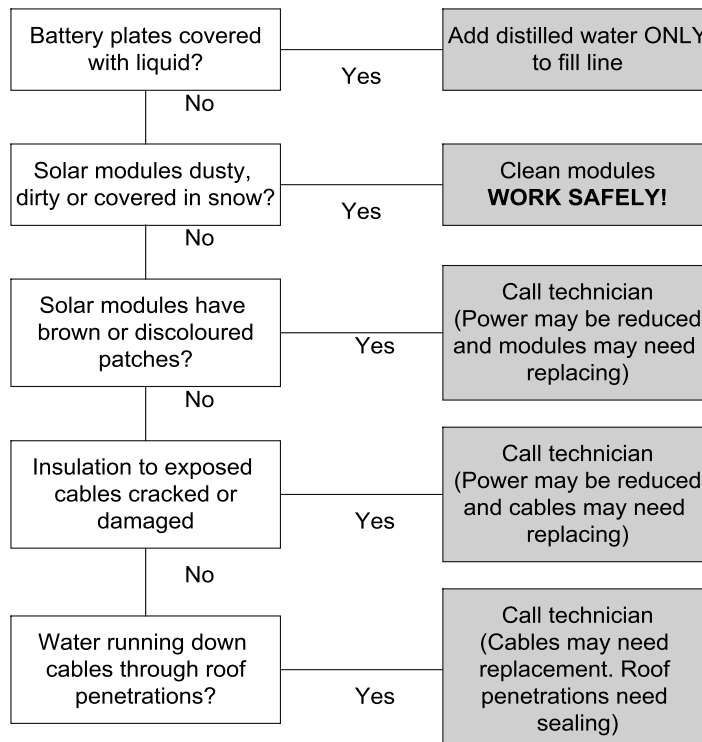 Battery plates covered
with liquid?
Yes
Add distilled water ONLY
to fill line
No
Solar modules dusty,
dirty or covered in snow?
Yes
Clean modules
WORK SAFELY!
No
Solar modules have
brown or discoloured
patches?
Yes
Call technician
(Power may be reduced
and modules may need
replacing)
No
Insulation to exposed
cables cracked or
damaged
Yes
Call technician
(Power may be reduced
and cables may need
replacing)
No
Water running down
cables through roof
penetrations?
Yes
Call technician
(Cables may need
replacement. Roof
penetrations need
sealing)